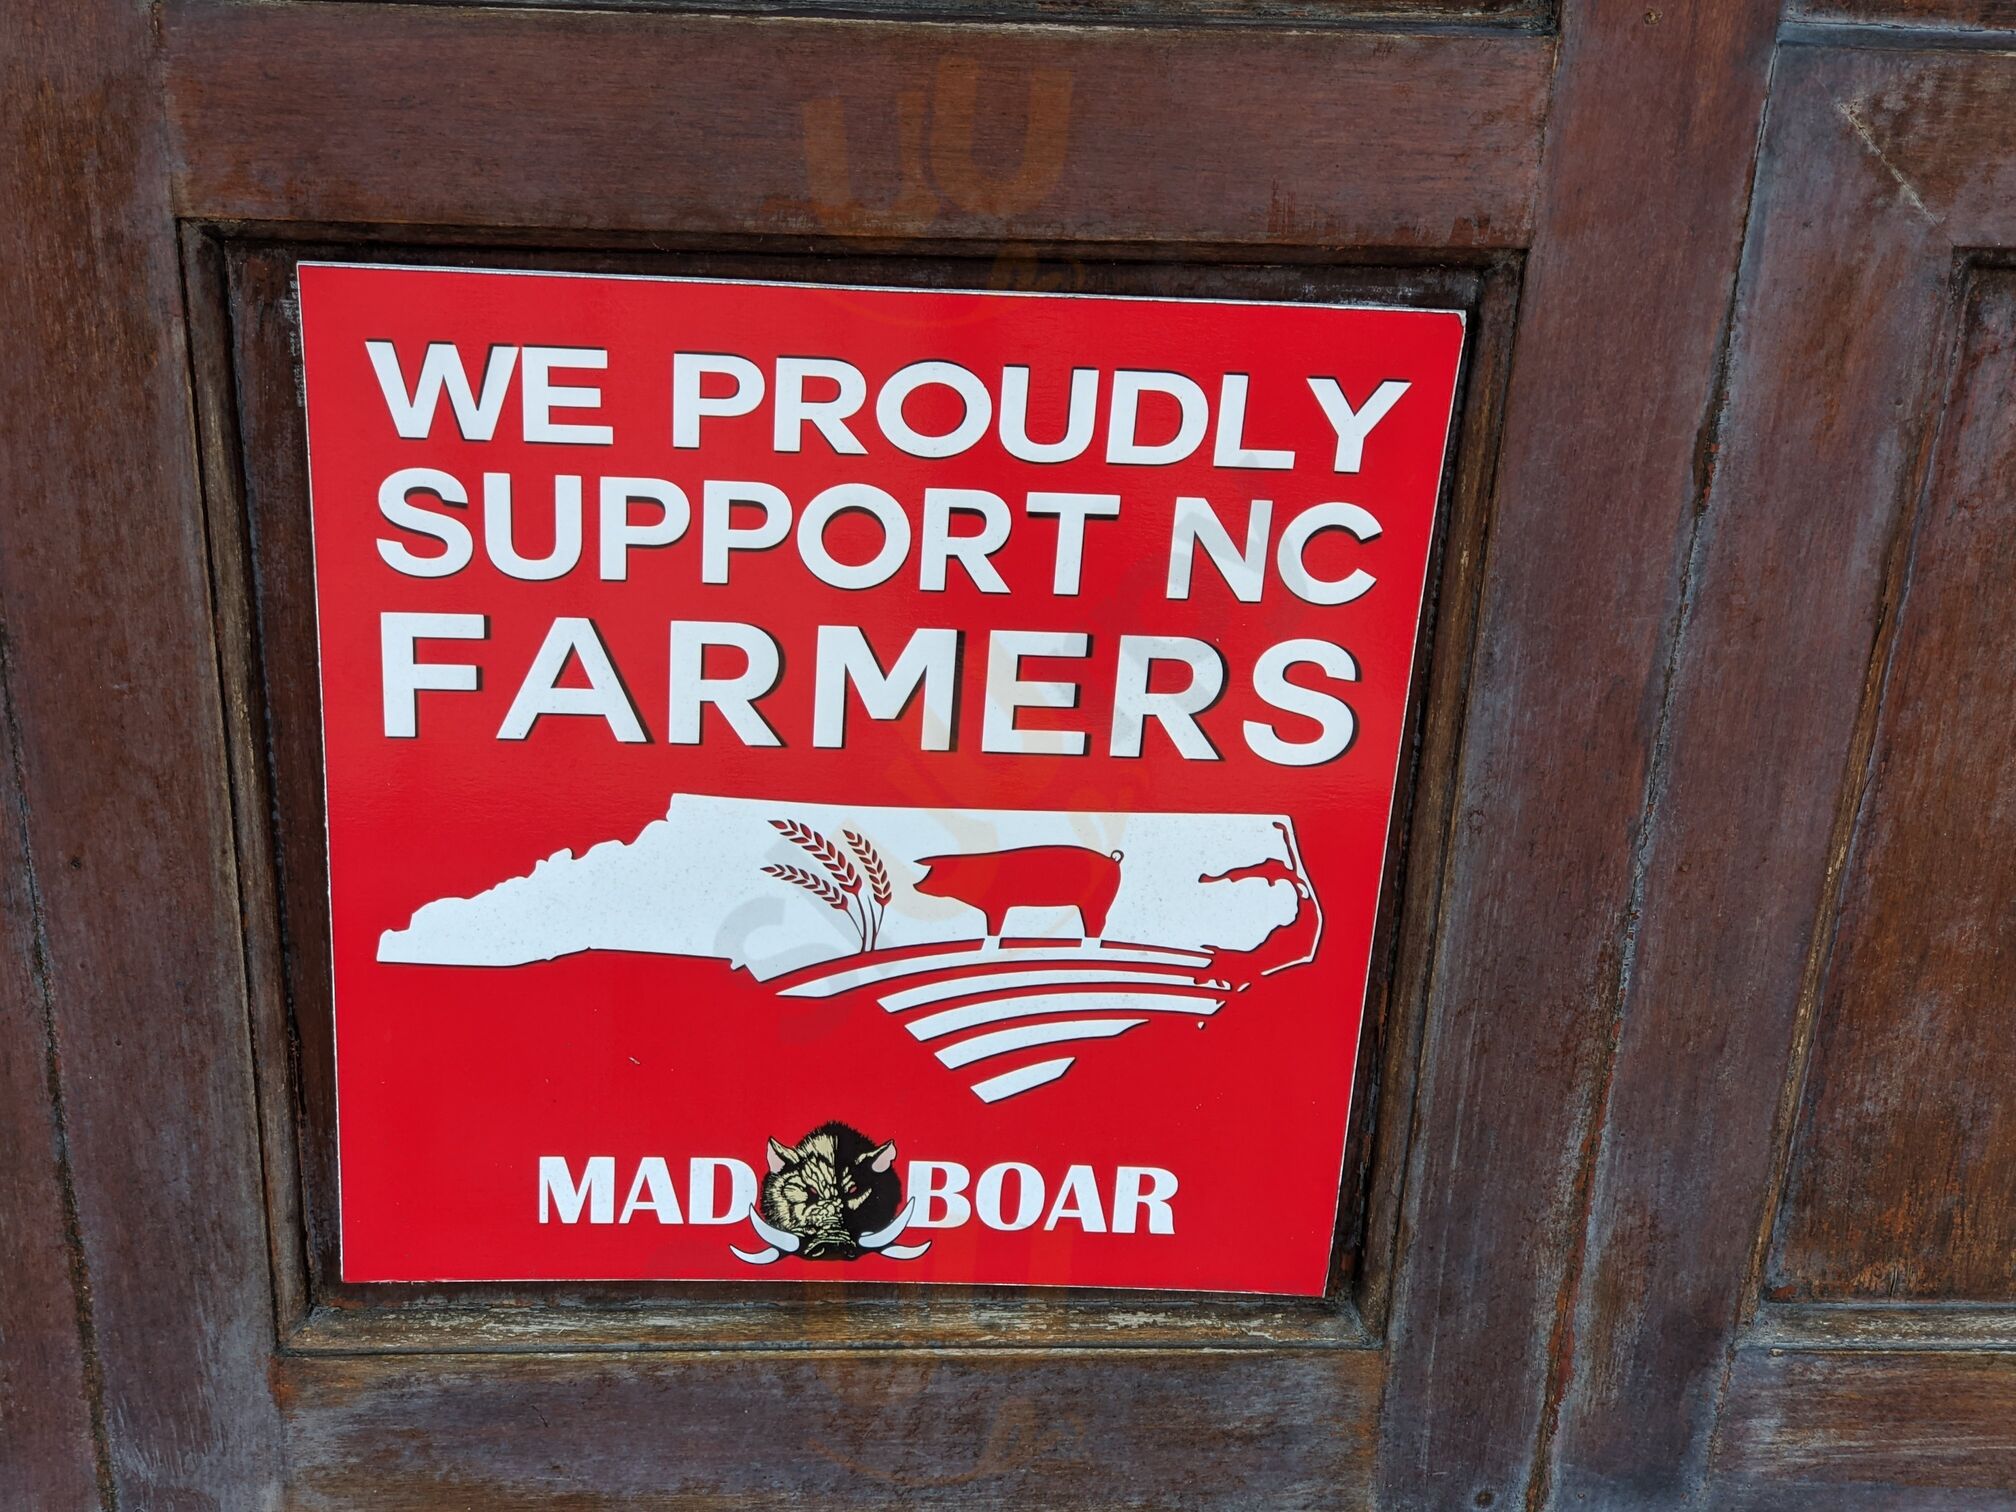 WE PROUDLY
SUPPORT NC
FARMERS
MAD BOAR